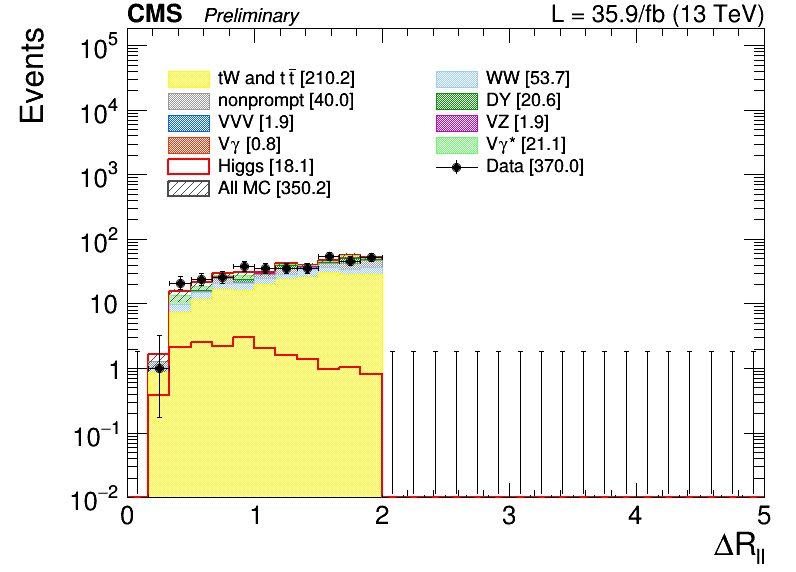 CMS Preliminary L = 35.9/fb (13 TeV)
Events
tW and t t̄ [210.2] WW [53.7]
nonprompt [40.0] DY [20.6]
VVV [1.9] VZ [1.9]
Vγ [0.8] Vγ* [21.1]
Higgs [18.1] Data [370.0]
All MC [350.2]
10⁵
10⁴
10³
10²
10
1
10⁻¹
10⁻²
0 1 2 3 4 5
ΔR_ll